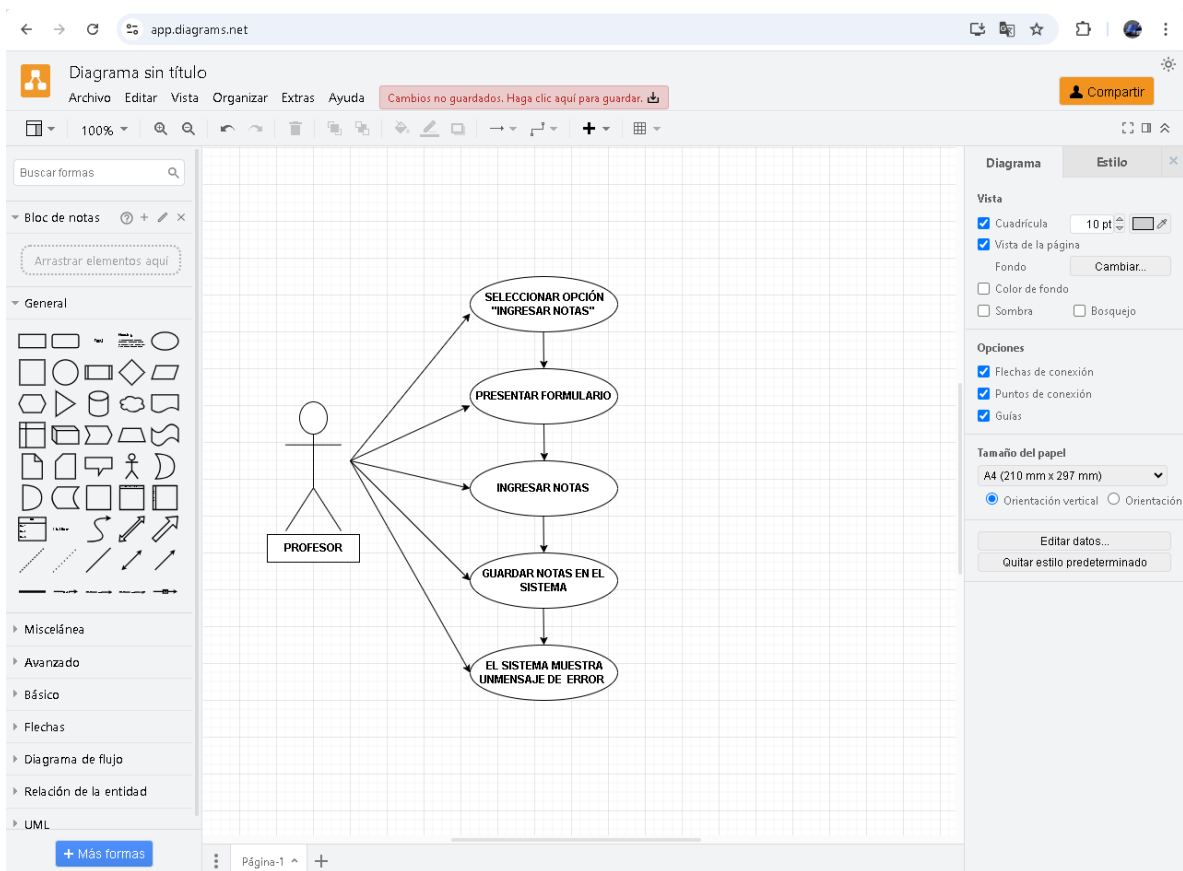 app.diagrams.net
Diagrama sin título
Archivo Editar Vista Organizar Extras Ayuda
Cambios no guardados. Haga clic aquí para guardar.
Compartir
100%
Buscar formas
Bloc de notas
Arrastrar elementos aquí
General
Miscelánea
Avanzado
Básico
Flechas
Diagrama de flujo
Relación de la entidad
UML
+ Más formas
SELECCIONAR OPCIÓN
"INGRESAR NOTAS"
PRESENTAR FORMULARIO
INGRESAR NOTAS
GUARDAR NOTAS EN EL
SISTEMA
EL SISTEMA MUESTRA
UNMENSAJE DE ERROR
PROFESOR
Página-1
Diagrama Estilo
Vista
Cuadrícula 10 pt
Vista de la página
Fondo Cambiar...
Color de fondo
Sombra Bosquejo
Opciones
Flechas de conexión
Puntos de conexión
Guías
Tamaño del papel
A4 (210 mm x 297 mm)
Orientación vertical Orientación
Editar datos...
Quitar estilo predeterminado